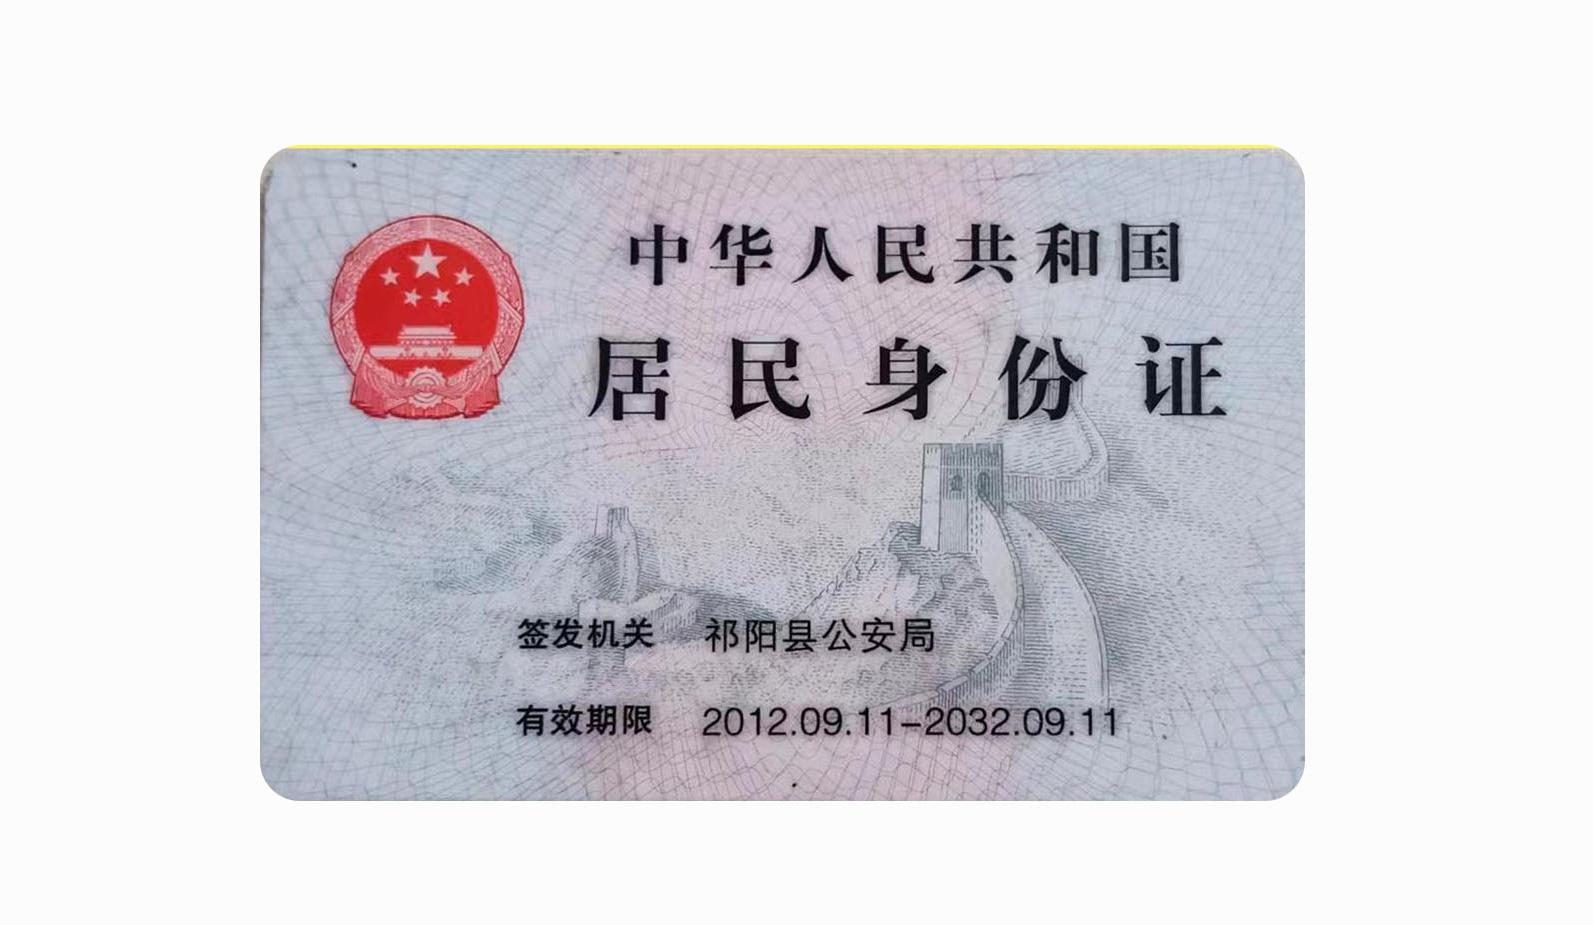 中华人民共和国
居民身份证
签发机关 祁阳县公安局
有效期限 2012.09.11-2032.09.11